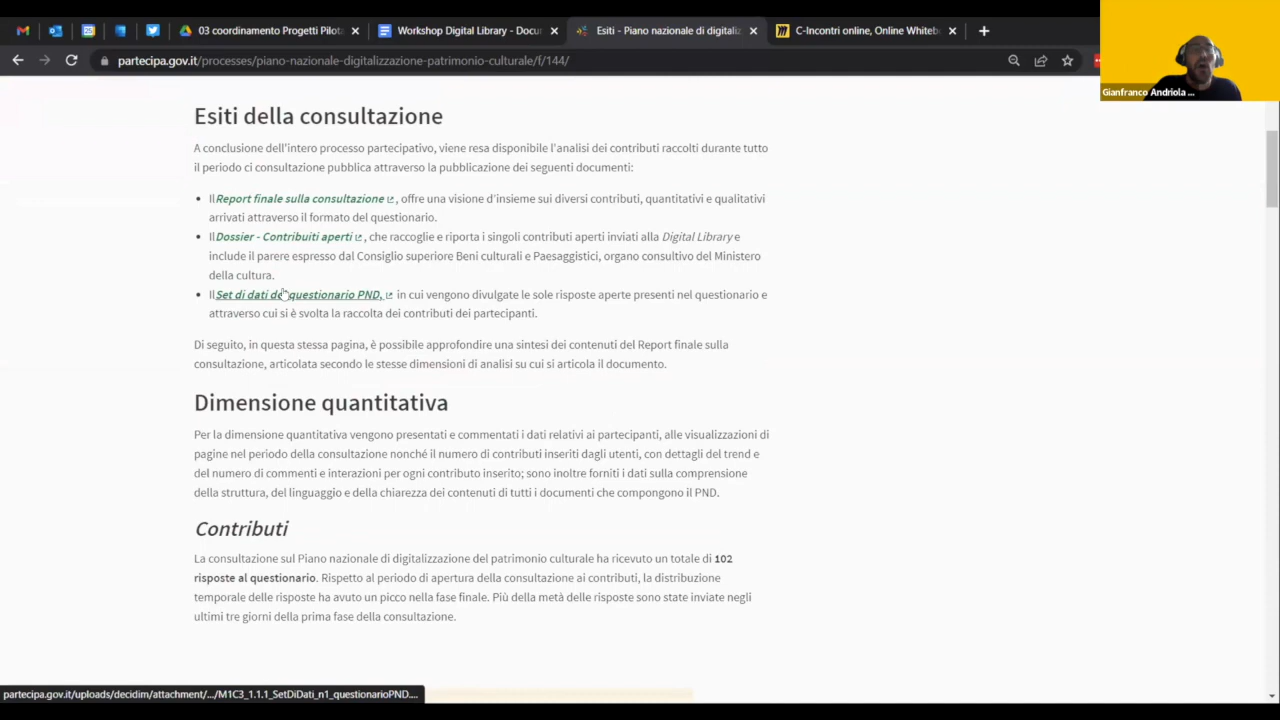 03 coordinamento Progetti Pilota
Workshop Digital Library - Docu
Esiti - Piano nazionale di digitaliz
C-Incontri online, Online Whiteb
partecipa.gov.it/processes/piano-nazionale-digitalizzazione-patrimonio-culturale/f/144/
Gianfranco Andriola ...
Esiti della consultazione
A conclusione dell'intero processo partecipativo, viene resa disponibile l'analisi dei contributi raccolti durante tutto
il periodo ci consultazione pubblica attraverso la pubblicazione dei seguenti documenti:
• Il Report finale sulla consultazione , offre una visione d'insieme sui diversi contributi, quantitativi e qualitativi
arrivati attraverso il formato del questionario.
• Il Dossier - Contribuiti aperti , che raccoglie e riporta i singoli contributi aperti inviati alla Digital Library e
include il parere espresso dal Consiglio superiore Beni culturali e Paesaggistici, organo consultivo del Ministero
della cultura.
• Il Set di dati del questionario PND, in cui vengono divulgate le sole risposte aperte presenti nel questionario e
attraverso cui si è svolta la raccolta dei contributi dei partecipanti.
Di seguito, in questa stessa pagina, è possibile approfondire una sintesi dei contenuti del Report finale sulla
consultazione, articolata secondo le stesse dimensioni di analisi su cui si articola il documento.
Dimensione quantitativa
Per la dimensione quantitativa vengono presentati e commentati i dati relativi ai partecipanti, alle visualizzazioni di
pagine nel periodo della consultazione nonché il numero di contributi inseriti dagli utenti, con dettagli del trend e
del numero di commenti e interazioni per ogni contributo inserito; sono inoltre forniti i dati sulla comprensione
della struttura, del linguaggio e della chiarezza dei contenuti di tutti i documenti che compongono il PND.
Contributi
La consultazione sul Piano nazionale di digitalizzazione del patrimonio culturale ha ricevuto un totale di 102
risposte al questionario. Rispetto al periodo di apertura della consultazione ai contributi, la distribuzione
temporale delle risposte ha avuto un picco nella fase finale. Più della metà delle risposte sono state inviate negli
ultimi tre giorni della prima fase della consultazione.
partecipa.gov.it/uploads/decidim/attachment/.../M1C3_1.1.1_SetDiDati_n1_questionarioPND....